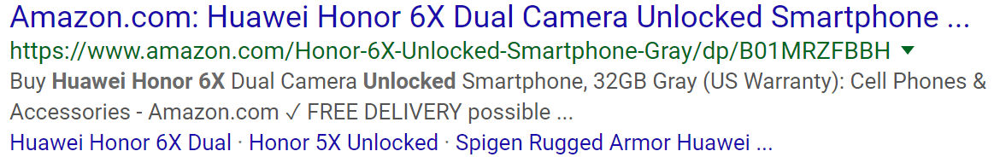 Amazon.com: Huawei Honor 6X Dual Camera Unlocked Smartphone ...
https://www.amazon.com/Honor-6X-Unlocked-Smartphone-Gray/dp/B01MRZFBBH
Buy Huawei Honor 6X Dual Camera Unlocked Smartphone, 32GB Gray (US Warranty): Cell Phones &
Accessories - Amazon.com ✓ FREE DELIVERY possible ...
Huawei Honor 6X Dual · Honor 5X Unlocked · Spigen Rugged Armor Huawei ...